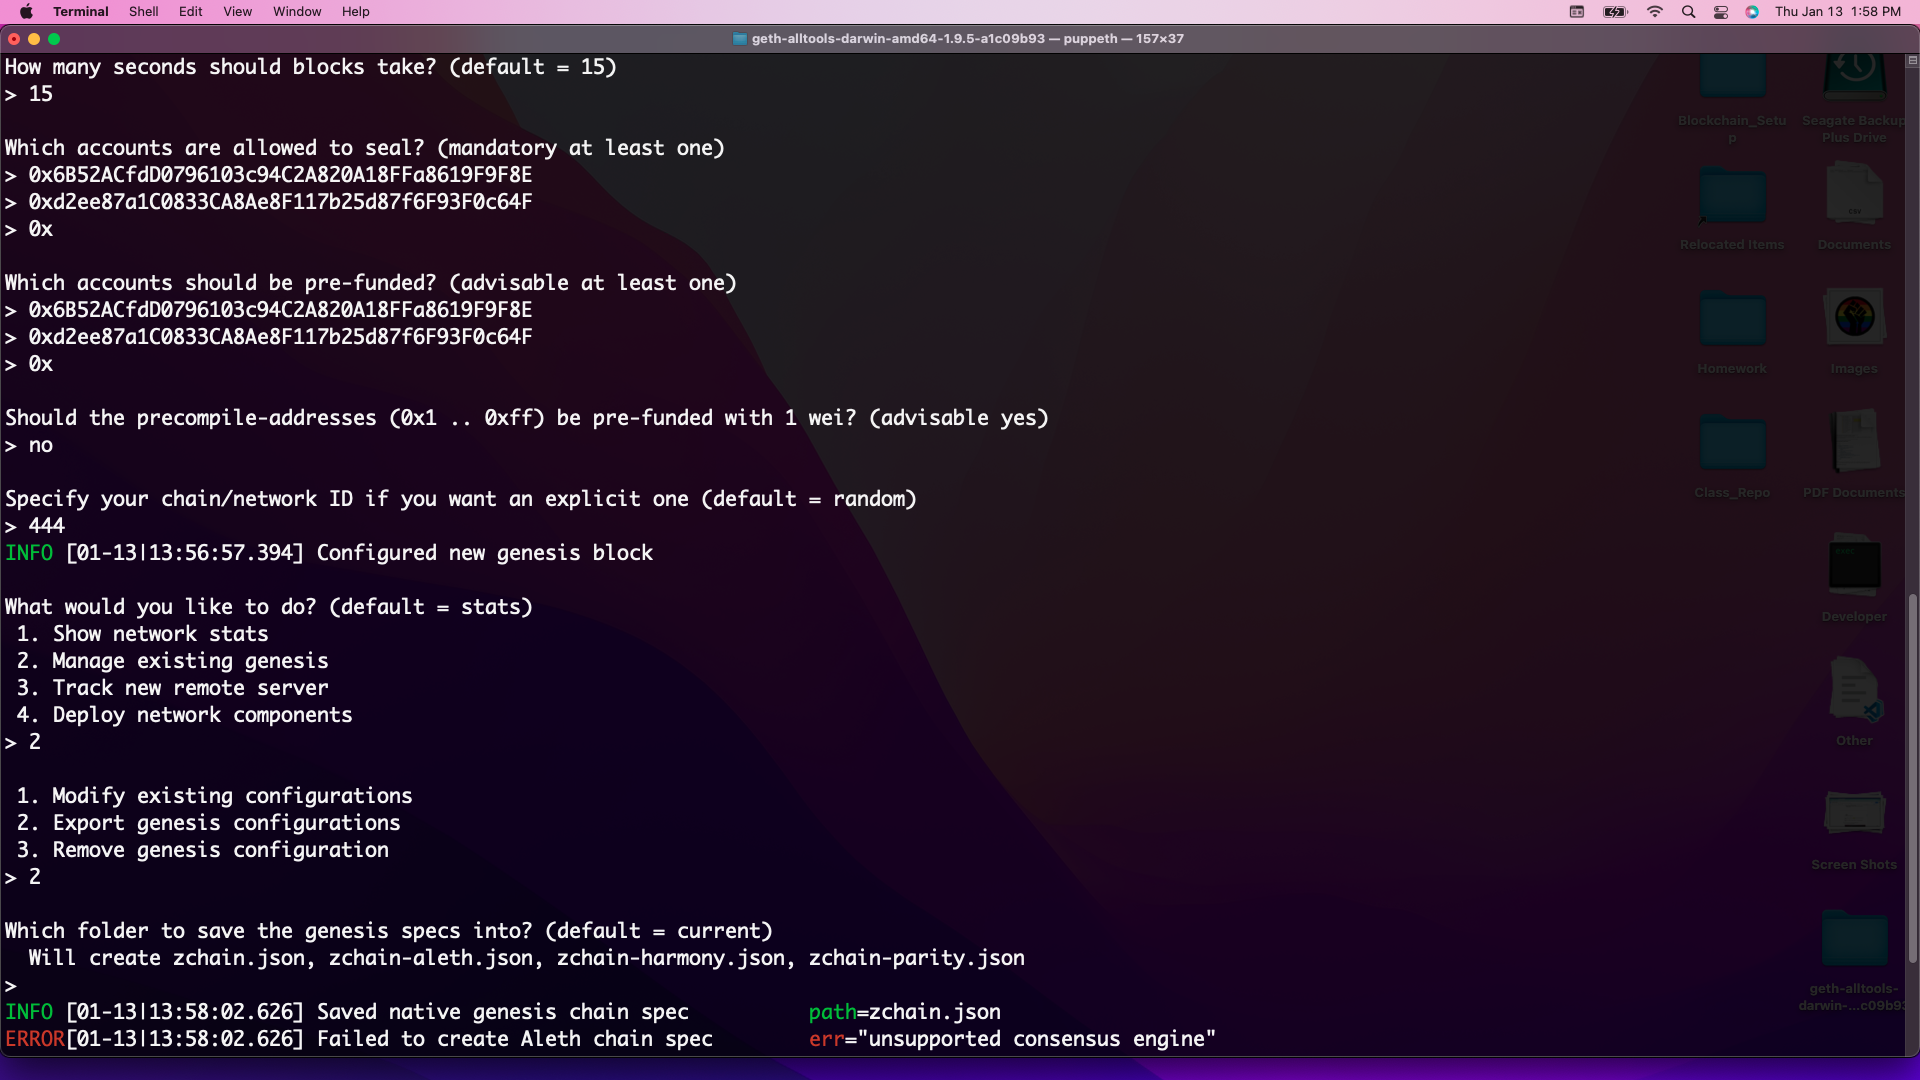 Terminal Shell Edit View Window Help Thu Jan 13 1:58 PM
geth-alltools-darwin-amd64-1.9.5-a1c09b93 — puppeth — 157×37
How many seconds should blocks take? (default = 15)
> 15
Which accounts are allowed to seal? (mandatory at least one)
> 0x6B52ACfdD0796103c94C2A820A18FFa8619F9F8E
> 0xd2ee87a1C0833CA8Ae8F117b25d87f6F93F0c64F
> 0x
Which accounts should be pre-funded? (advisable at least one)
> 0x6B52ACfdD0796103c94C2A820A18FFa8619F9F8E
> 0xd2ee87a1C0833CA8Ae8F117b25d87f6F93F0c64F
> 0x
Should the precompile-addresses (0x1 .. 0xff) be pre-funded with 1 wei? (advisable yes)
> no
Specify your chain/network ID if you want an explicit one (default = random)
> 444
INFO [01-13|13:56:57.394] Configured new genesis block
What would you like to do? (default = stats)
1. Show network stats
2. Manage existing genesis
3. Track new remote server
4. Deploy network components
> 2
1. Modify existing configurations
2. Export genesis configurations
3. Remove genesis configuration
> 2
Which folder to save the genesis specs into? (default = current)
Will create zchain.json, zchain-aleth.json, zchain-harmony.json, zchain-parity.json
>
INFO [01-13|13:58:02.626] Saved native genesis chain spec path=zchain.json
ERROR[01-13|13:58:02.626] Failed to create Aleth chain spec err="unsupported consensus engine"
Blockchain_Setu
p
Seagate Backup
Plus Drive
Relocated Items
Documents
Homework
Images
Class_Repo
PDF Documents
Developer
Other
Screen Shots
geth-alltools-
darwin-...c09b93